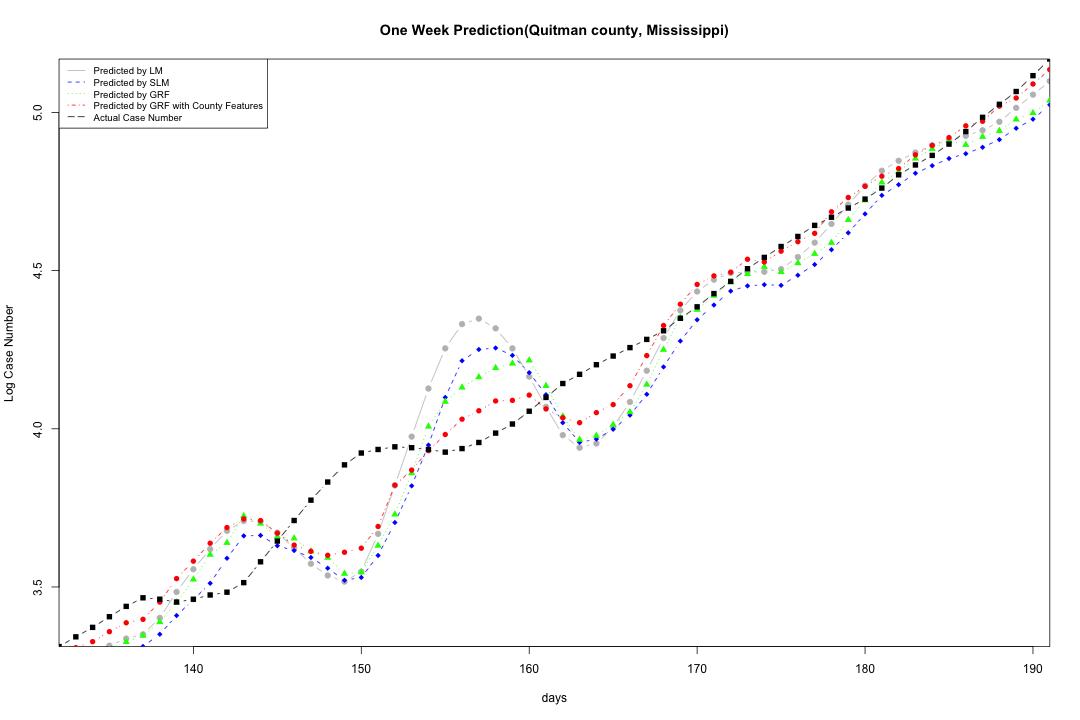 One Week Prediction(Quitman county, Mississippi)
Predicted by LM
Predicted by SLM
Predicted by GRF
Predicted by GRF with County Features
Actual Case Number
Log Case Number
5.0
4.5
4.0
3.5
140 150 160 170 180 190
days